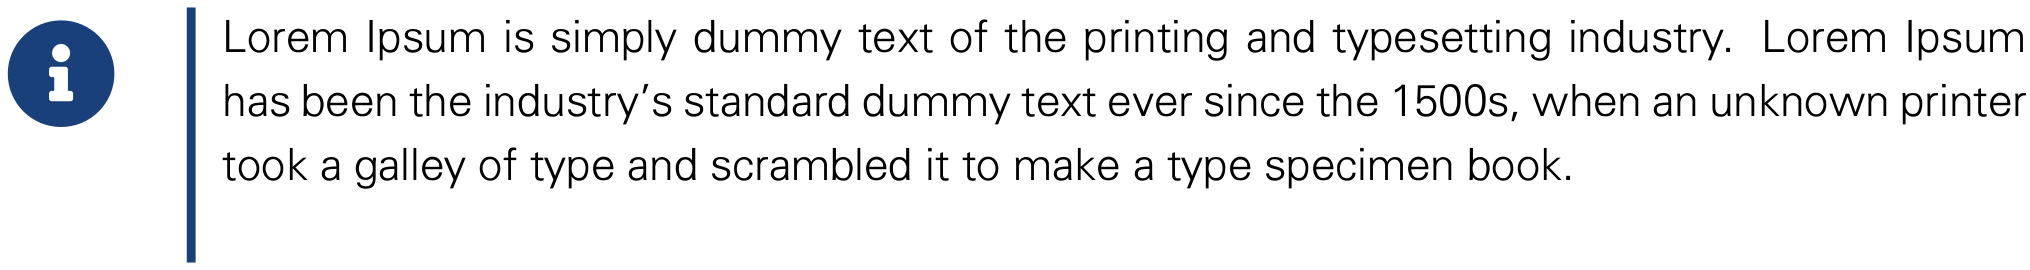 Lorem Ipsum is simply dummy text of the printing and typesetting industry. Lorem Ipsum
has been the industry’s standard dummy text ever since the 1500s, when an unknown printer
took a galley of type and scrambled it to make a type specimen book.